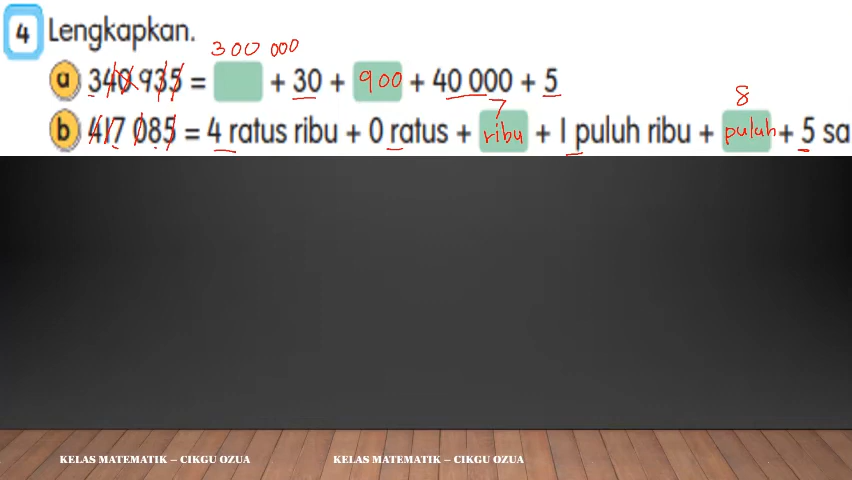 4 Lengkapkan.
300 000
a 340 935 = + 30 + 900 + 40 000 + 5
7 8
b 417 085 = 4 ratus ribu + 0 ratus + ribu + 1 puluh ribu + puluh + 5 sa
KELAS MATEMATIK – CIKGU OZUA KELAS MATEMATIK – CIKGU OZUA